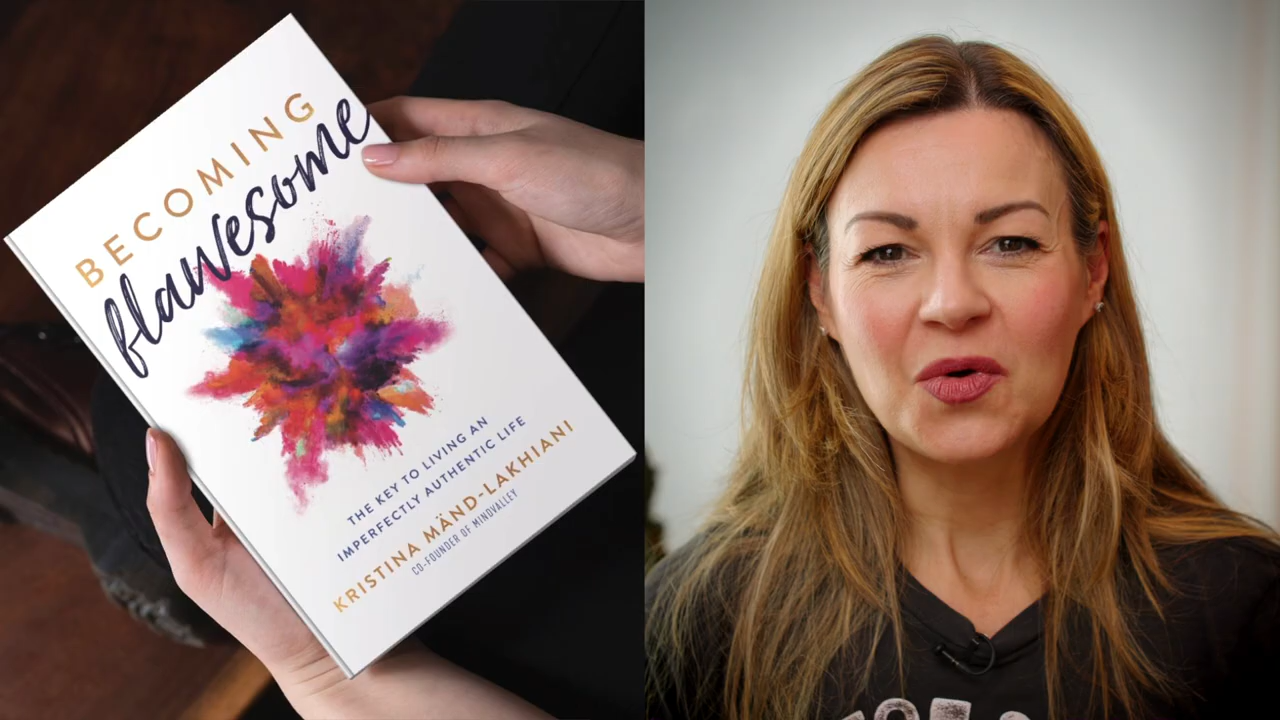 BECOMING
flawesome
THE KEY TO LIVING AN
IMPERFECTLY AUTHENTIC LIFE
KRISTINA MÄND-LAKHIANI
CO-FOUNDER OF MINDVALLEY